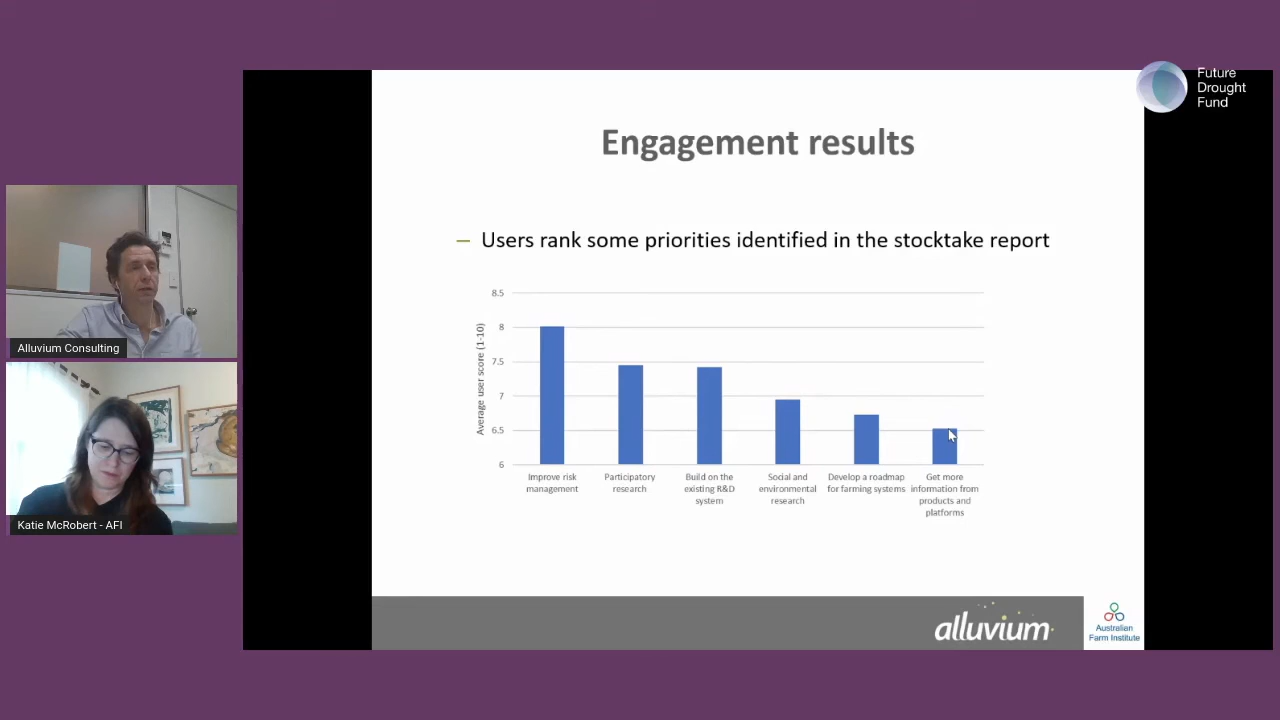 Future
Drought
Fund
Engagement results
– Users rank some priorities identified in the stocktake report
Average user score (1-10)
8.5
8
7.5
7
6.5
6
Improve risk
management
Participatory
research
Build on the
existing R&D
system
Social and
environmental
research
Develop a roadmap
for farming systems
Get more
information from
products and
platforms
alluvium
Australian
Farm Institute
Alluvium Consulting
Katie McRobert - AFI